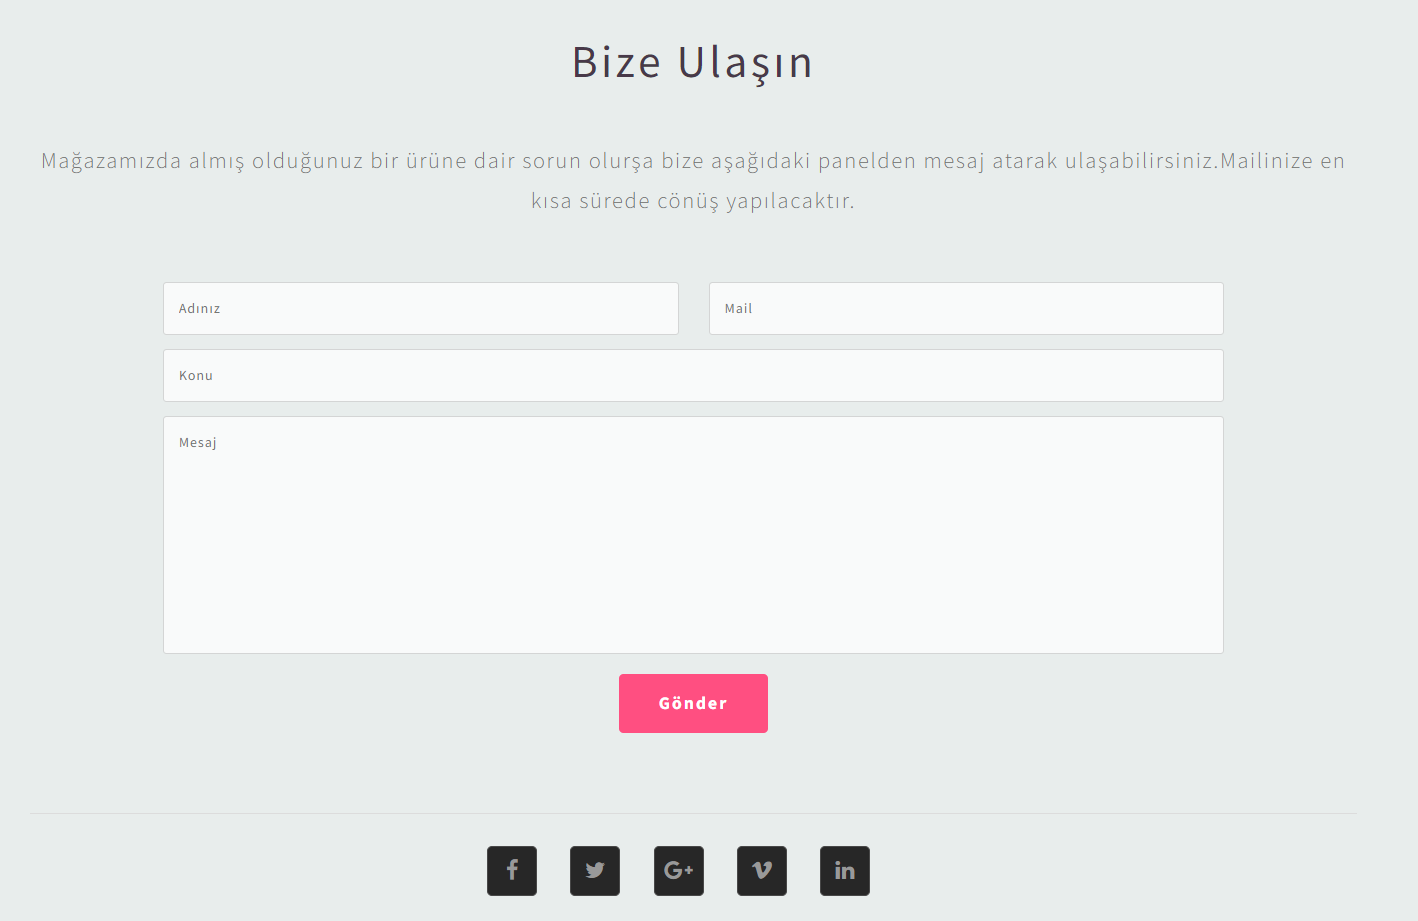 Bize Ulaşın
Mağazamızda almış olduğunuz bir ürüne dair sorun olurşa bize aşağıdaki panelden mesaj atarak ulaşabilirsiniz.Mailinize en
kısa sürede cönüş yapılacaktır.
Adınız
Mail
Konu
Mesaj
Gönder